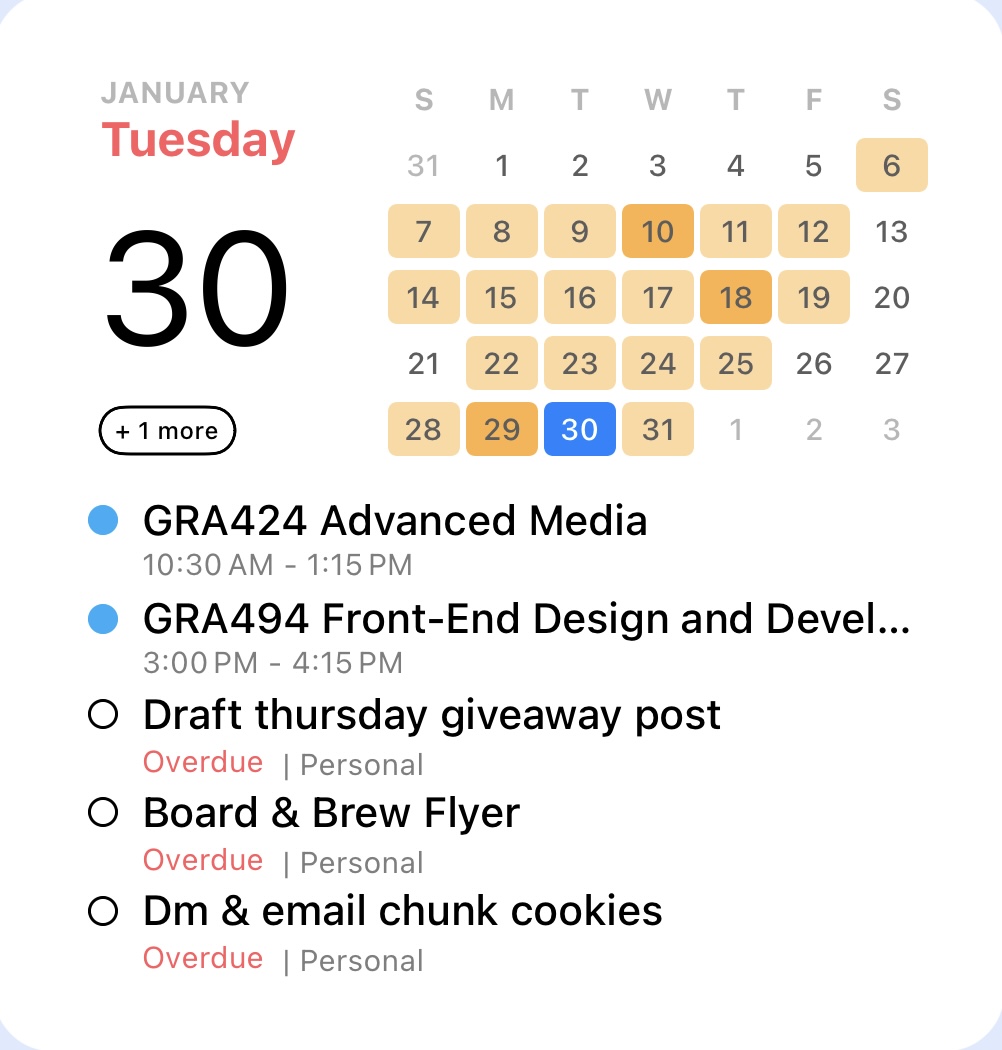 JANUARY
Tuesday
30
+ 1 more
S M T W T F S
31 1 2 3 4 5 6
7 8 9 10 11 12 13
14 15 16 17 18 19 20
21 22 23 24 25 26 27
28 29 30 31 1 2 3
GRA424 Advanced Media
10:30 AM - 1:15 PM
GRA494 Front-End Design and Devel...
3:00 PM - 4:15 PM
Draft thursday giveaway post
Overdue | Personal
Board & Brew Flyer
Overdue | Personal
Dm & email chunk cookies
Overdue | Personal